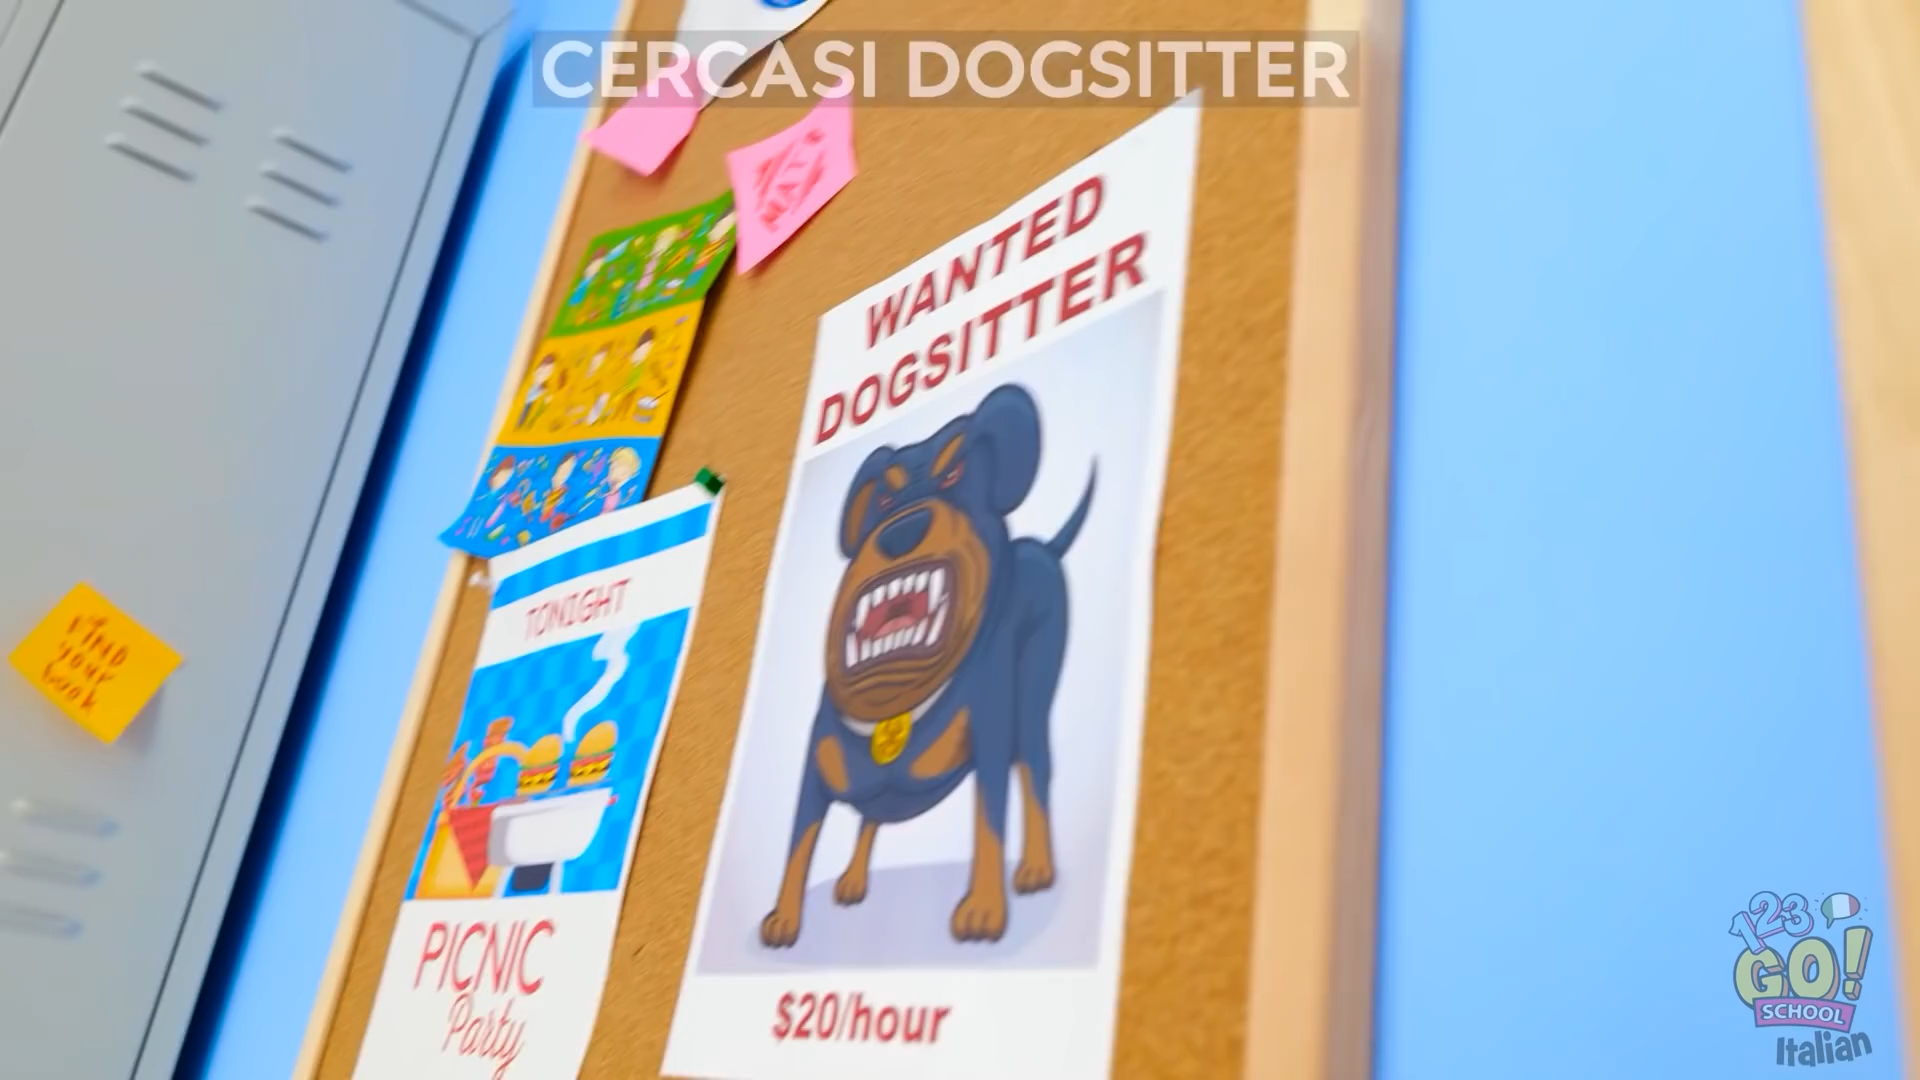 CERCASI DOGSITTER
WANTED
DOGSITTER
$20/hour
TONIGHT
PICNIC
Party
FIND
your
book
123
GO!
SCHOOL
Italian